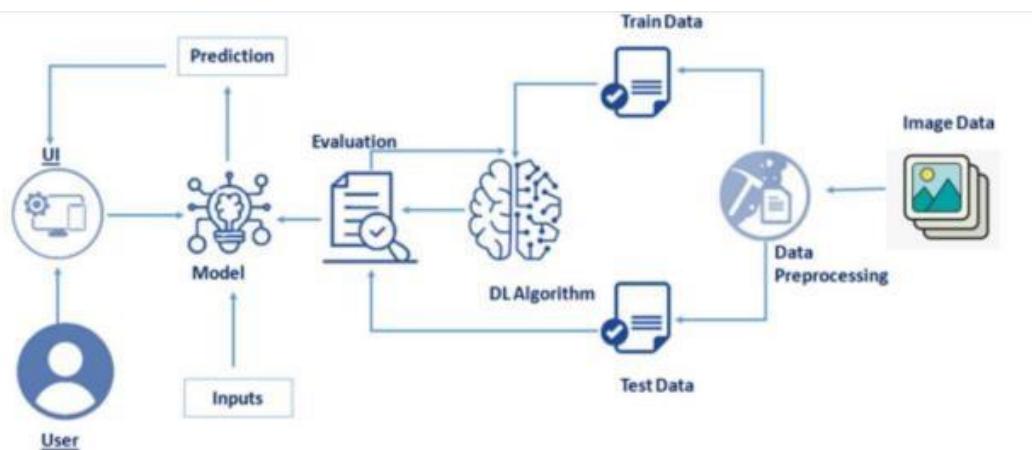 Train Data
Prediction
Evaluation
Image Data
UI
Model
Data
Preprocessing
DL Algorithm
Inputs
Test Data
User